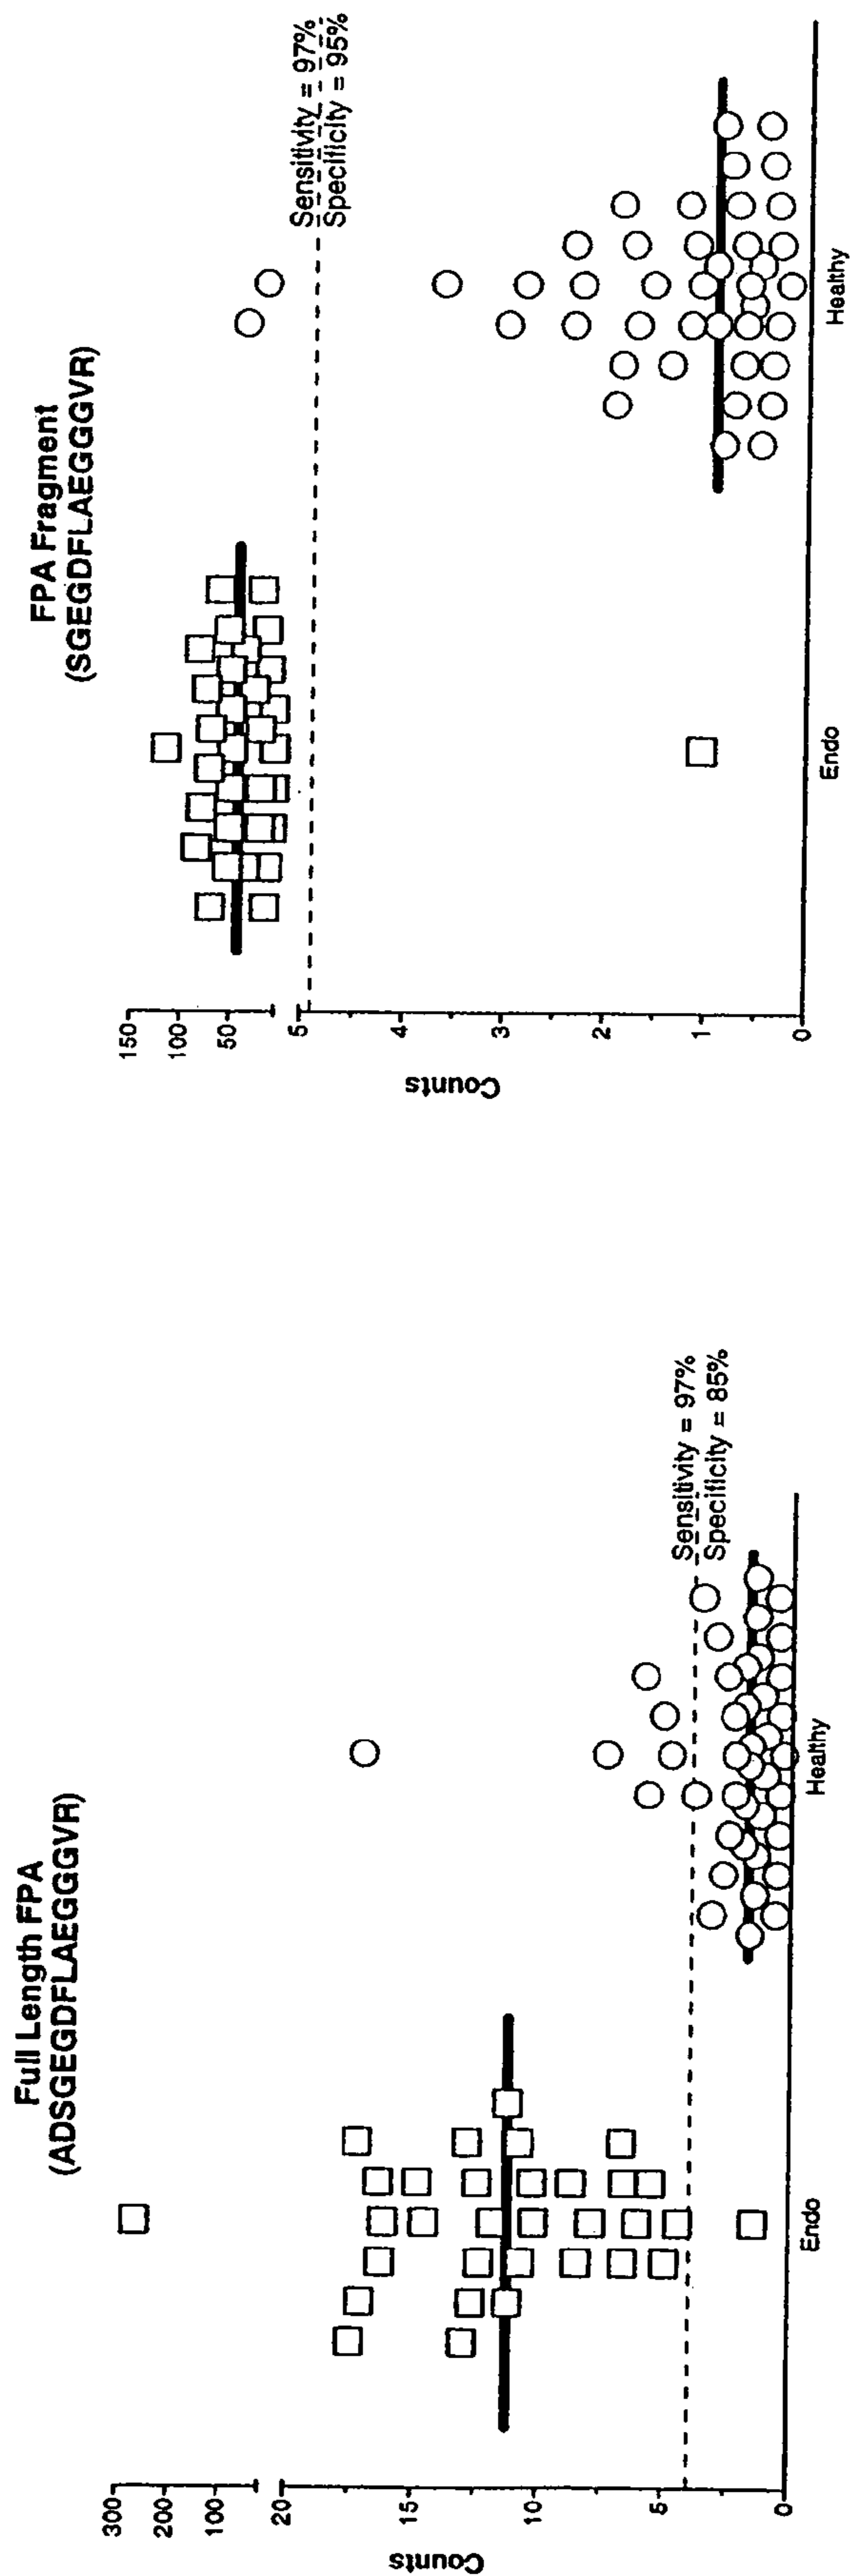 Full Length FPA
(ADSGEGDFLAEGGGVR)
300
200
100
20
15
10
5
0
Counts
Sensitivity = 97%
Specificity = 85%
Endo
Healthy
FPA Fragment
(SGEGDFLAEGGGVR)
150
100
50
5
4
3
2
1
0
Counts
Sensitivity = 97%
Specificity = 95%
Endo
Healthy